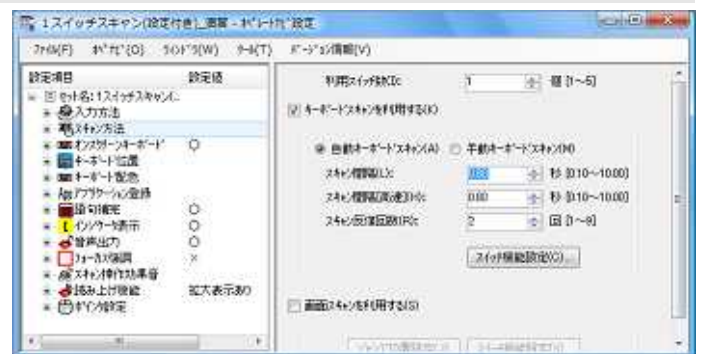 1スイッチスキャン(設定付き)_画面 - オペレートナビ設定
ファイル(F) オペナビ(O) ウィンドウ(W) ツール(T) バージョン情報(V)
設定項目 設定値
セット名:1スイッチスキャン(..
入力方法
スキャン方法
オンスクリーンキーボード ○
キーボード位置
キーボード配色
アプリケーション登録
語句補完 ○
インジケータ表示 ○
音声出力 ○
フォーカス強調 ×
スキャン操作効果音
読み上げ機能 拡大表示あり
ポインタ設定
利用スイッチ数(I): 1 個 [1~5]
キーボードスキャンを利用する(K)
自動キーボードスキャン(A) 手動キーボードスキャン(M)
スキャン間隔(L): 秒 [0.10~10.00]
スキャン間隔(高速)(H): 0.80 秒 [0.10~10.00]
スキャン反復回数(R): 2 回 [1~9]
スイッチ機能設定(C)...
画面スキャンを利用する(S)